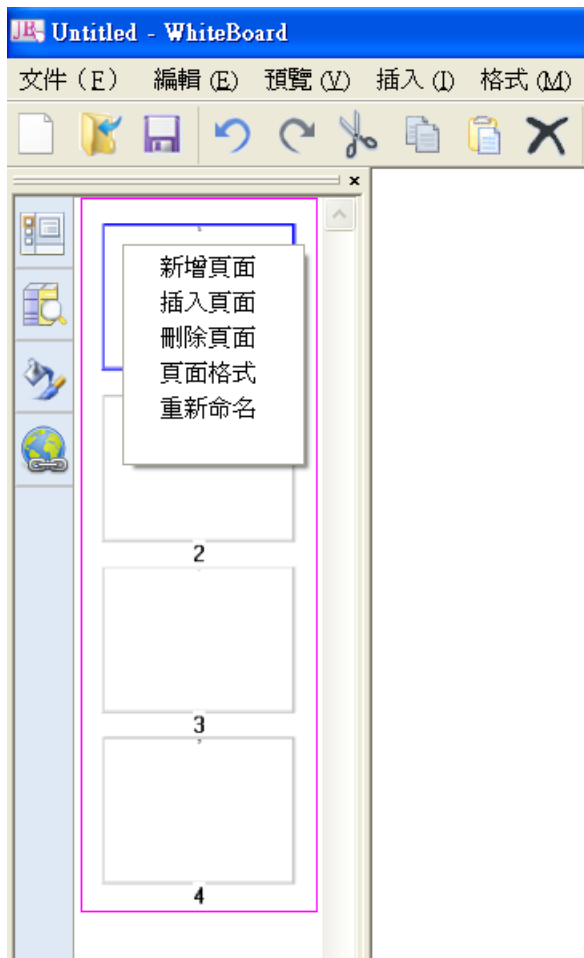 JB Untitled - WhiteBoard
文件（F） 編輯 (E) 預覽 (V) 插入 (I) 格式 (M)
x
新增頁面
插入頁面
刪除頁面
頁面格式
重新命名
2
3
4